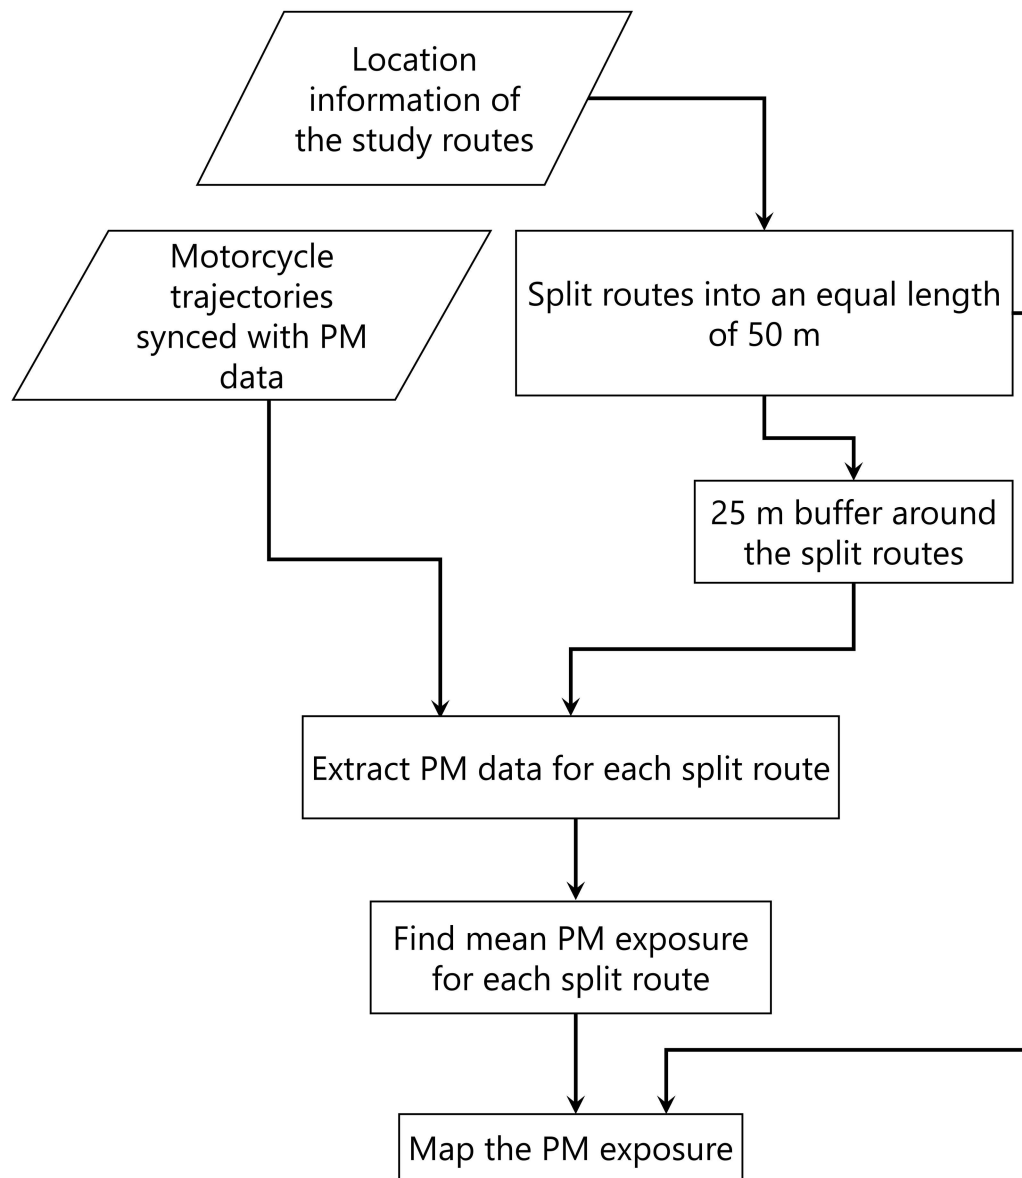 Location
information of
the study routes
Motorcycle
trajectories
synced with PM
data
Split routes into an equal length
of 50 m
25 m buffer around
the split routes
Extract PM data for each split route
Find mean PM exposure
for each split route
Map the PM exposure